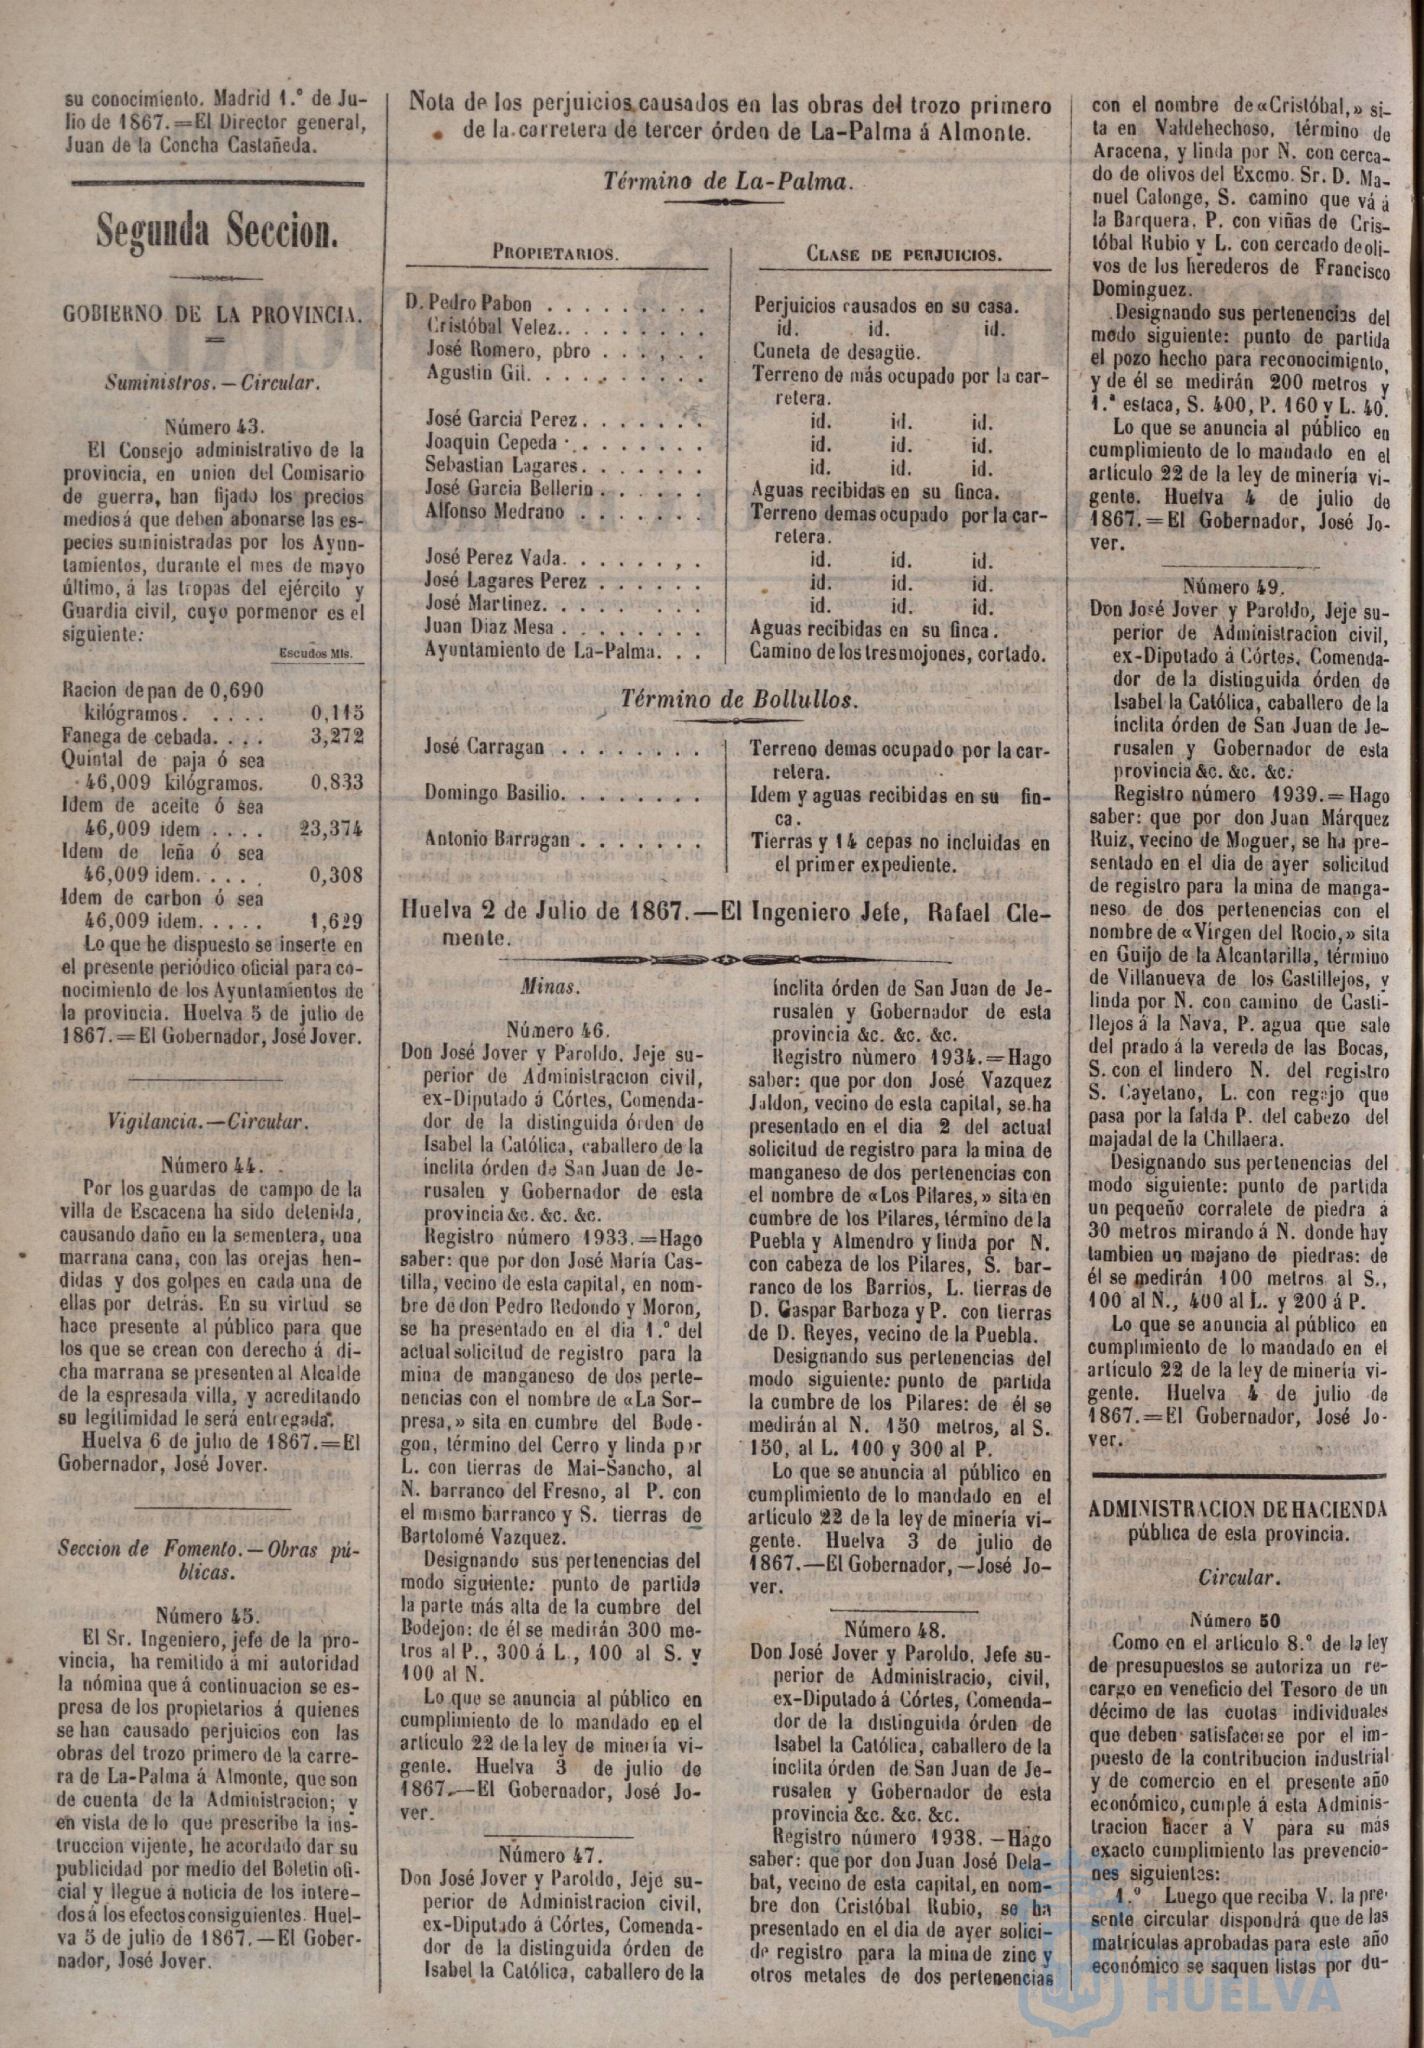 su conocimiento. Madrid 1.º de Ju-
lio de 1867.=El Director general,
Juan de la Concha Castañeda.
Segunda Seccion.
GOBIERNO DE LA PROVINCIA.
Suministros.—Circular.
Número 43.
El Consejo administrativo de la
provincia, en union del Comisario
de guerra, han fijado los precios
medios á que deben abonarse las es-
pecies suministradas por los Ayun-
tamientos, durante el mes de mayo
último, á las tropas del ejército y
Guardia civil, cuyo pormenor es el
siguiente:
Escudos Mls.
Racion de pan de 0,690
kilógramos. . . . . 0,115
Fanega de cebada. . . . 3,272
Quintal de paja ó sea
46,009 kilógramos. 0,833
Idem de aceite ó sea
46,009 idem . . . . 23,374
Idem de leña ó sea
46,009 idem. . . . . 0,308
Idem de carbon ó sea
46,009 idem. . . . . 1,629
Lo que he dispuesto se inserte en
el presente periódico oficial para co-
nocimiento de los Ayuntamientos de
la provincia. Huelva 5 de julio de
1867.=El Gobernador, José Jover.
Vigilancia.—Circular.
Número 44.
Por los guardas de campo de la
villa de Escacena ha sido detenida,
causando daño en la sementera, una
marrana cana, con las orejas hen-
didas y dos golpes en cada una de
ellas por detrás. En su virtud se
hace presente al público para que
los que se crean con derecho á di-
cha marrana se presenten al Alcalde
de la espresada villa, y acreditando
su legitimidad le será entregada.
Huelva 6 de julio de 1867.=El
Gobernador, José Jover.
Seccion de Fomento.—Obras pú-
blicas.
Número 45.
El Sr. Ingeniero, jefe de la pro-
vincia, ha remitido á mi autoridad
la nómina que á continuacion se es-
presa de los propietarios á quienes
se han causado perjuicios con las
obras del trozo primero de la carre-
ra de La-Palma á Almonte, que son
de cuenta de la Administracion; y
en vista de lo que prescribe la ins-
truccion vijente, he acordado dar su
publicidad por medio del Boletin ofi-
cial y llegue á noticia de los intere-
dos á los efectos consiguientes. Huel-
va 5 de julio de 1867.—El Gober-
nador, José Jover.
Nota de los perjuicios causados en las obras del trozo primero
de la carretera de tercer órden de La-Palma á Almonte.
Término de La-Palma.
PROPIETARIOS. CLASE DE PERJUICIOS.
D. Pedro Pabon . . . . . . . . . Perjuicios causados en su casa.
Cristóbal Velez.. . . . . . . . id. id. id.
José Romero, pbro . . . . . . Cuneta de desagüe.
Agustin Gil. . . . . . . . . . Terreno de más ocupado por la car-
retera.
José Garcia Perez . . . . . . . id. id. id.
Joaquin Cepeda . . . . . . . id. id. id.
Sebastian Lagares. . . . . . . id. id. id.
José Garcia Bellerin . . . . . . Aguas recibidas en su finca.
Alfonso Medrano . . . . . . . Terreno demas ocupado por la car-
retera.
José Perez Vada. . . . . . . . id. id. id.
José Lagares Perez . . . . . . id. id. id.
José Martinez. . . . . . . . . id. id. id.
Juan Diaz Mesa . . . . . . . . Aguas recibidas en su finca.
Ayuntamiento de La-Palma. . . Camino de los tres mojones, cortado.
Término de Bollullos.
José Carragan . . . . . . . . Terreno demas ocupado por la car-
retera.
Domingo Basilio. . . . . . . . Idem y aguas recibidas en su fin-
ca.
Antonio Barragan . . . . . . . Tierras y 14 cepas no incluidas en
el primer expediente.
Huelva 2 de Julio de 1867.—El Ingeniero Jefe, Rafael Cle-
mente.
Minas.
Número 46.
Don José Jover y Paroldo, Jeje su-
perior de Administracion civil,
ex-Diputado á Córtes, Comenda-
dor de la distinguida órden de
Isabel la Católica, caballero de la
ínclita órden de San Juan de Je-
rusalen y Gobernador de esta
provincia &c. &c. &c.
Registro número 1933.=Hago
saber: que por don José María Cas-
tilla, vecino de esta capital, en nom-
bre de don Pedro Redondo y Moron,
se ha presentado en el dia 1.º del
actual solicitud de registro para la
mina de manganeso de dos perte-
nencias con el nombre de «La Sor-
presa,» sita en cumbre del Bode-
gon, término del Cerro y linda por
L. con tierras de Mai-Sancho, al
N. barranco del Fresno, al P. con
el mismo barranco y S. tierras de
Bartolomé Vazquez.
Designando sus pertenencias del
modo siguiente: punto de partida
la parte más alta de la cumbre del
Bodejon: de él se medirán 300 me-
tros al P., 300 á L., 100 al S. y
100 al N.
Lo que se anuncia al público en
cumplimiento de lo mandado en el
artículo 22 de la ley de minería vi-
gente. Huelva 3 de julio de
1867.—El Gobernador, José Jo-
ver.
Número 47.
Don José Jover y Paroldo, Jeje su-
perior de Administracion civil,
ex-Diputado á Córtes, Comenda-
dor de la distinguida órden de
Isabel la Católica, caballero de la
ínclita órden de San Juan de Je-
rusalen y Gobernador de esta
provincia &c. &c. &c.
Registro número 1934.=Hago
saber: que por don José Vazquez
Jaldon, vecino de esta capital, se ha
presentado en el dia 2 del actual
solicitud de registro para la mina de
manganeso de dos pertenencias con
el nombre de «Los Pilares,» sita en
cumbre de los Pilares, término de la
Puebla y Almendro y linda por N.
con cabeza de los Pilares, S. bar-
ranco de los Barrios, L. tierras de
D. Gaspar Barboza y P. con tierras
de D. Reyes, vecino de la Puebla.
Designando sus pertenencias del
modo siguiente: punto de partida
la cumbre de los Pilares: de él se
medirán al N. 150 metros, al S.
150, al L. 100 y 300 al P.
Lo que se anuncia al público en
cumplimiento de lo mandado en el
artículo 22 de la ley de minería vi-
gente. Huelva 3 de julio de
1867.—El Gobernador,—José Jo-
ver.
Número 48.
Don José Jover y Paroldo, Jefe su-
perior de Administracio, civil,
ex-Diputado á Córtes, Comenda-
dor de la distinguida órden de
Isabel la Católica, caballero de la
ínclita órden de San Juan de Je-
rusalen y Gobernador de esta
provincia &c. &c. &c.
Registro número 1938.—Hago
saber: que por don Juan José Dela-
bat, vecino de esta capital, en nom-
bre don Cristóbal Rubio, se ha
presentado en el dia de ayer solici-
de registro para la mina de zinc y
otros metales de dos pertenencias
con el nombre de «Cristóbal,» si-
ta en Valdehechoso, término de
Aracena, y linda por N. con cerca-
do de olivos del Excmo. Sr. D. Ma-
nuel Calonge, S. camino que vá á
la Barquera, P. con viñas de Cris-
tóbal Rubio y L. con cercado de oli-
vos de los herederos de Francisco
Dominguez.
Designando sus pertenencias del
modo siguiente: punto de partida
el pozo hecho para reconocimiento,
y de él se medirán 200 metros y
1.ª estaca, S. 400, P. 160 y L. 40.
Lo que se anuncia al público en
cumplimiento de lo mandado en el
artículo 22 de la ley de minería vi-
gente. Huelva 4 de julio de
1867.=El Gobernador, José Jo-
ver.
Número 49.
Don José Jover y Paroldo, Jeje su-
perior de Administracion civil,
ex-Diputado á Córtes, Comenda-
dor de la distinguida órden de
Isabel la Católica, caballero de la
ínclita órden de San Juan de Je-
rusalen y Gobernador de esta
provincia &c. &c. &c.
Registro número 1939.=Hago
saber: que por don Juan Márquez
Ruiz, vecino de Moguer, se ha pre-
sentado en el dia de ayer solicitud
de registro para la mina de manga-
neso de dos pertenencias con el
nombre de «Virgen del Rocio,» sita
en Guijo de la Alcantarilla, término
de Villanueva de los Castillejos, y
linda por N. con camino de Casti-
llejos á la Nava, P. agua que sale
del prado á la vereda de las Bocas,
S. con el lindero N. del registro
S. Cayetano, L. con regajo que
pasa por la falda P. del cabezo del
majadal de la Chillaera.
Designando sus pertenencias del
modo siguiente: punto de partida
un pequeño corralete de piedra á
30 metros mirando á N. donde hay
tambien un majano de piedras: de
él se medirán 100 metros al S.,
100 al N., 400 al L. y 200 á P.
Lo que se anuncia al público en
cumplimiento de lo mandado en el
artículo 22 de la ley de minería vi-
gente. Huelva 4 de julio de
1867.=El Gobernador, José Jo-
ver.
ADMINISTRACION DE HACIENDA
pública de esta provincia.
Circular.
Número 50
Como en el artículo 8.º de la ley
de presupuestos se autoriza un re-
cargo en veneficio del Tesoro de un
décimo de las cuotas individuales
que deben satisfacerse por el im-
puesto de la contribucion industrial
y de comercio en el presente año
económico, cumple á esta Adminis-
tracion hacer á V para su más
exacto cumplimiento las prevencio-
nes siguientes:
1.º Luego que reciba V. la pre-
sente circular dispondrá que de las
matrículas aprobadas para este año
económico se saquen listas por du-
HUELVA